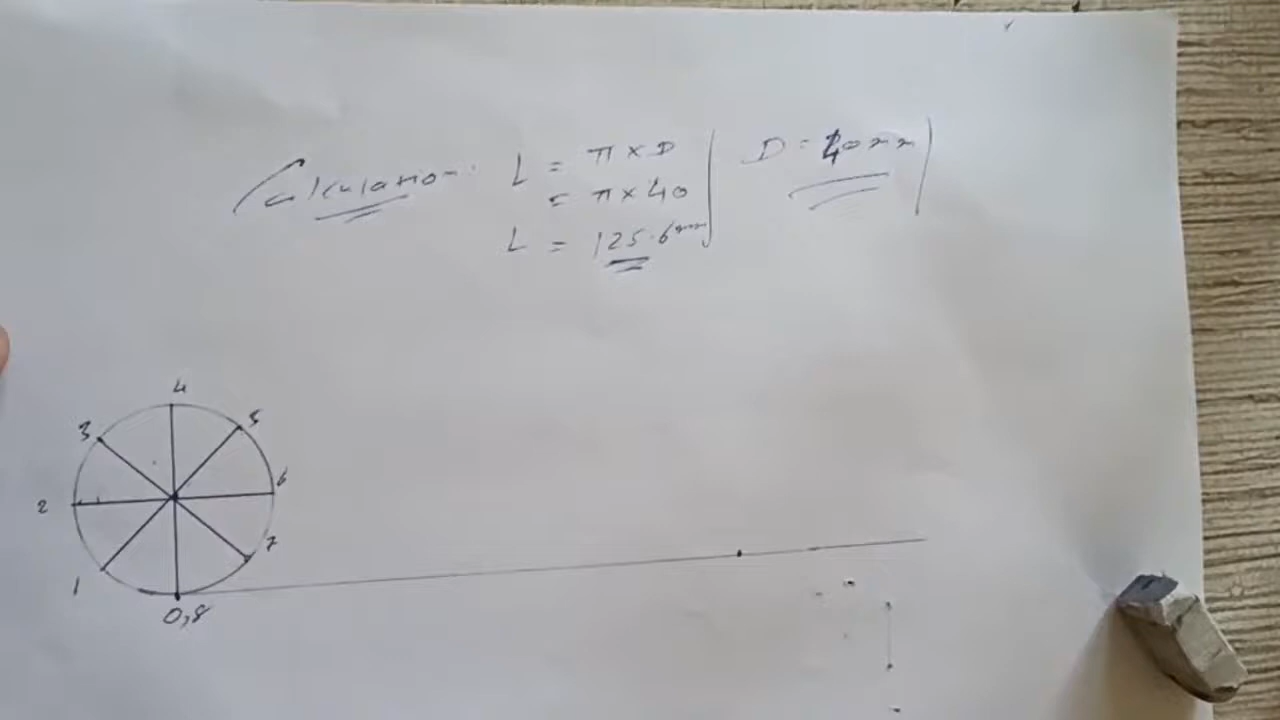 Calculation: L = π × D
= π × 40
L = 125.6mm
D = 40mm
4
3
5
2
6
1
7
0,8